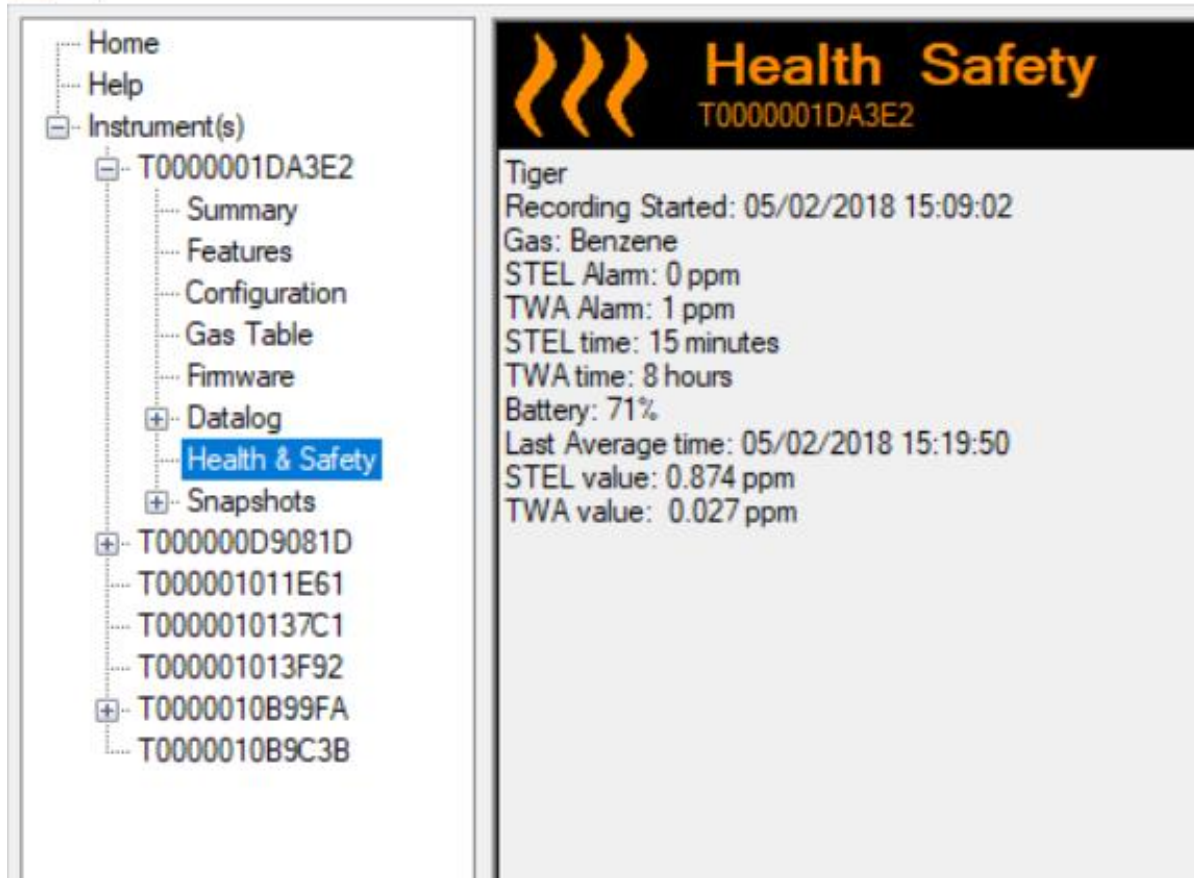 Home
Help
Instrument(s)
T0000001DA3E2
Summary
Features
Configuration
Gas Table
Firmware
Datalog
Health & Safety
Snapshots
T000000D9081D
T000001011E61
T0000010137C1
T000001013F92
T0000010B99FA
T0000010B9C3B
Health Safety
T0000001DA3E2
Tiger
Recording Started: 05/02/2018 15:09:02
Gas: Benzene
STEL Alarm: 0 ppm
TWA Alarm: 1 ppm
STEL time: 15 minutes
TWA time: 8 hours
Battery: 71%
Last Average time: 05/02/2018 15:19:50
STEL value: 0.874 ppm
TWA value: 0.027 ppm